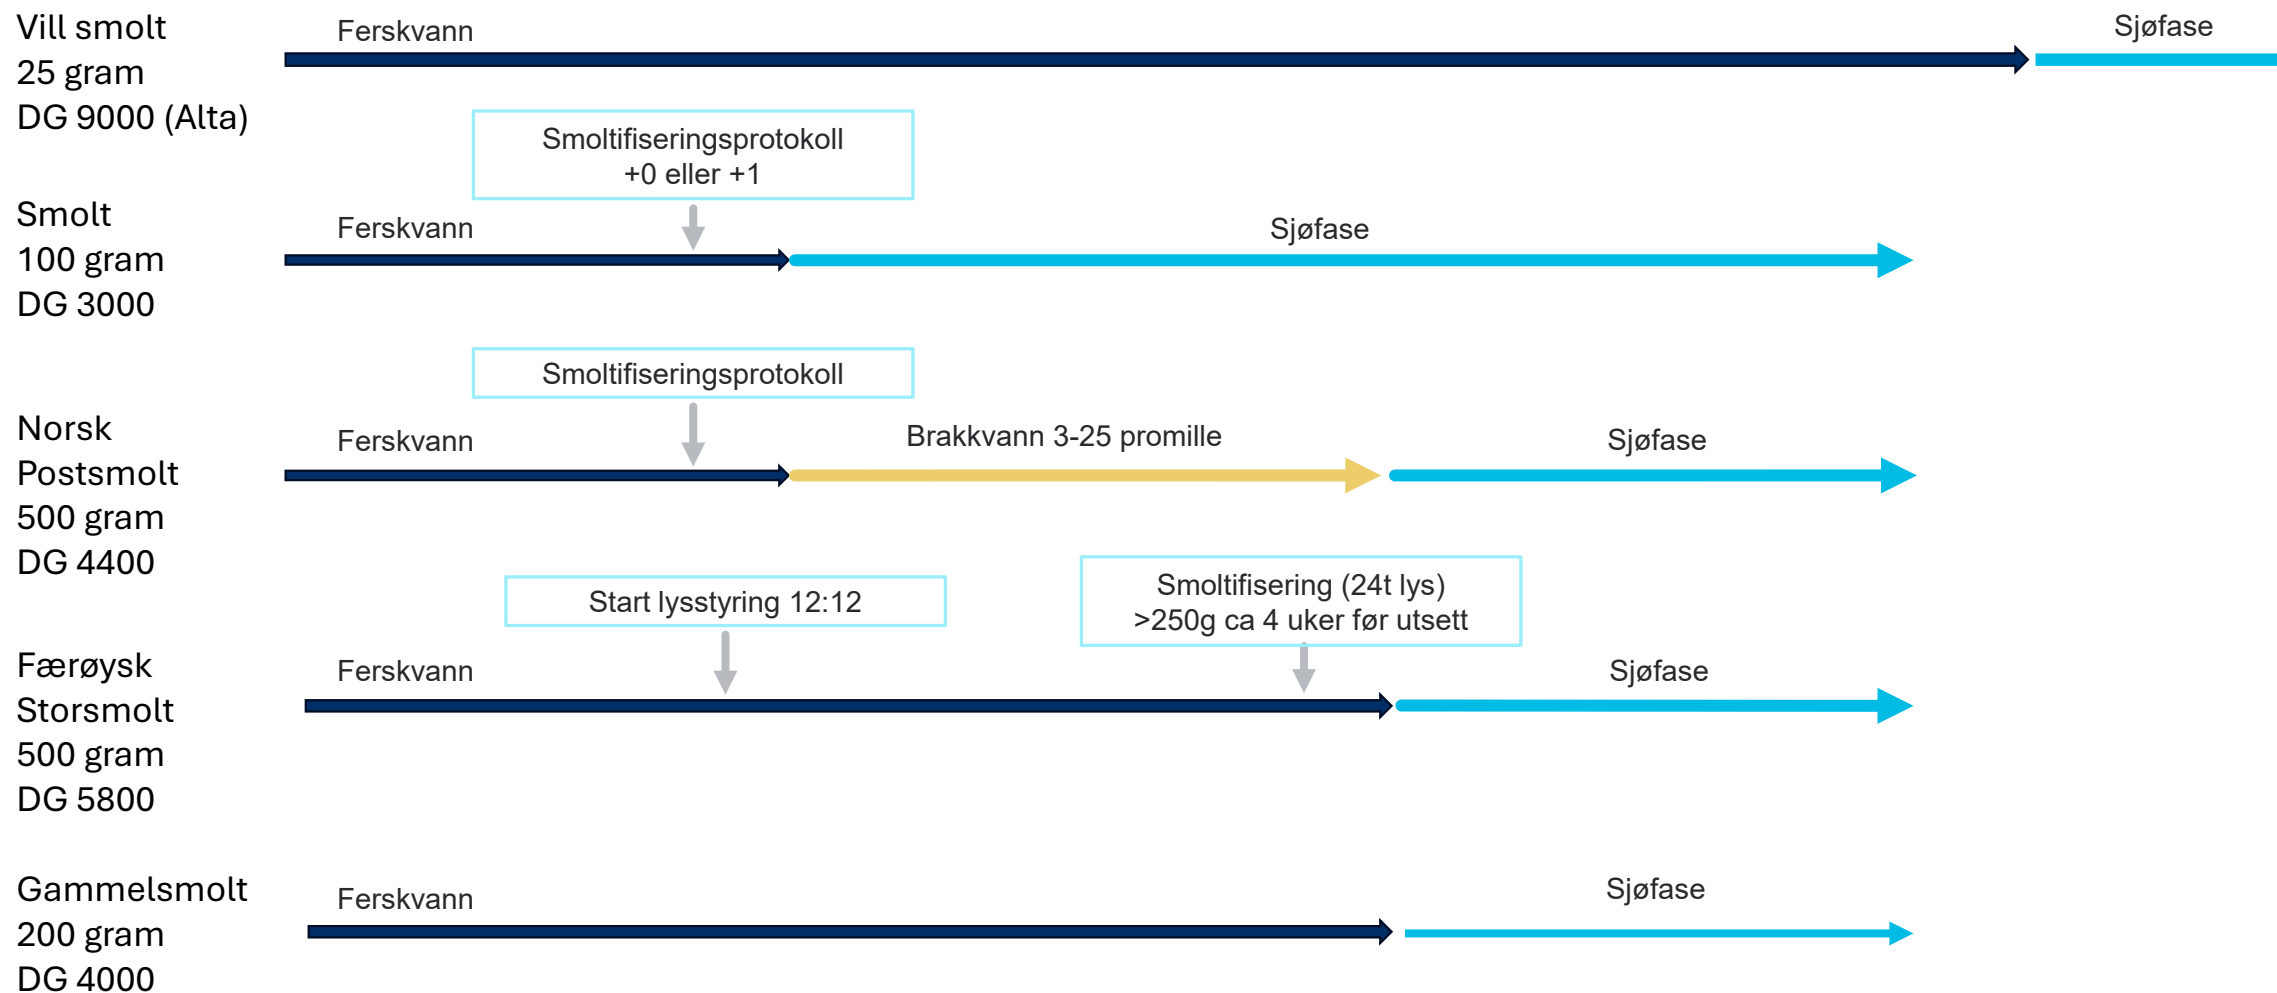 Vill smolt
25 gram
DG 9000 (Alta)
Ferskvann
Sjøfase
Smoltifiseringsprotokoll
+0 eller +1
Smolt
100 gram
DG 3000
Ferskvann
Sjøfase
Smoltifiseringsprotokoll
Norsk
Postsmolt
500 gram
DG 4400
Ferskvann
Brakkvann 3-25 promille
Sjøfase
Start lysstyring 12:12
Smoltifisering (24t lys)
>250g ca 4 uker før utsett
Færøysk
Storsmolt
500 gram
DG 5800
Ferskvann
Sjøfase
Gammelsmolt
200 gram
DG 4000
Ferskvann
Sjøfase